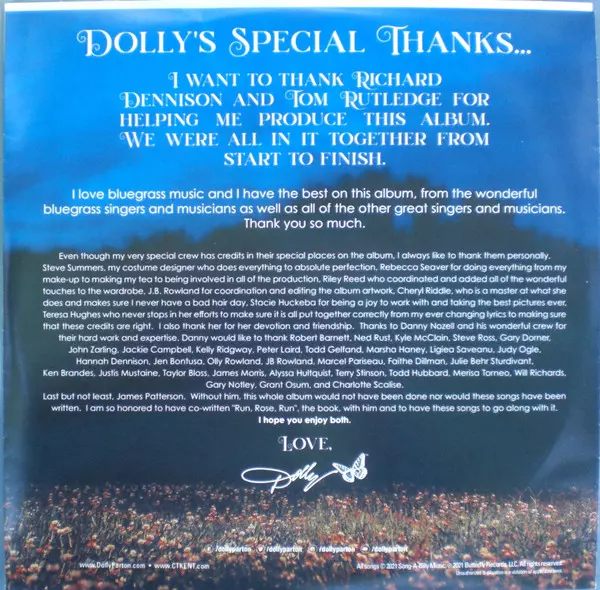 Dolly's Special Thanks...
I want to thank Richard
Dennison and Tom Rutledge for
helping me produce this album.
We were all in it together from
start to finish.
I love bluegrass music and I have the best on this album, from the wonderful
bluegrass singers and musicians as well as all of the other great singers and musicians.
Thank you so much.
Even though my very special crew has credits in their special places on the album, I always like to thank them personally.
Steve Summers, my costume designer who does everything to absolute perfection, Rebecca Seaver for doing everything from my
make-up to making my tea to being involved in all of the production, Riley Reed who coordinated and added all of the wonderful
touches to the wardrobe, J.B. Rowland for coordination and editing the album artwork, Cheryl Riddle, who is a master at what she
does and makes sure I never have a bad hair day, Stacie Huckeba for being a joy to work with and taking the best pictures ever,
Teresa Hughes who never stops in her efforts to make sure it is all put together correctly from my ever changing lyrics to making sure
that these credits are right. I also thank her for her devotion and friendship. Thanks to Danny Nozell and his wonderful crew for
their hard work and expertise. Danny would like to thank Robert Barnett, Ned Rust, Kyle McClain, Steve Ross, Gary Dorner,
John Zarling, Jackie Campbell, Kelly Ridgway, Peter Laird, Todd Gelfand, Marsha Haney, Ligiea Saveanu, Judy Ogle,
Hannah Dennison, Jen Bontusa, Olly Rowland, JB Rowland, Marcel Pariseau, Faithe Dillman, Julie Behr Sturdivant,
Ken Brandes, Justis Mustaine, Taylor Bloss, James Morris, Alyssa Hultquist, Terry Stinson, Todd Hubbard, Merisa Torneo, Will Richards,
Gary Notley, Grant Osum, and Charlotte Scalise.
Last but not least, James Patterson. Without him, this whole album would not have been done nor would these songs have been
written. I am so honored to have co-written "Run, Rose, Run", the book, with him and to have these songs to go along with it.
I hope you enjoy both.
Love,
Dolly
/dollyparton /dollyparton /dollyparton /dollyparton
www.DollyParton.com • www.CTKENT.com
All songs © 2021 Song-A-Billy Music. ℗ 2021 Butterfly Records, LLC. All rights reserved.
Unauthorized duplication is a violation of applicable laws.